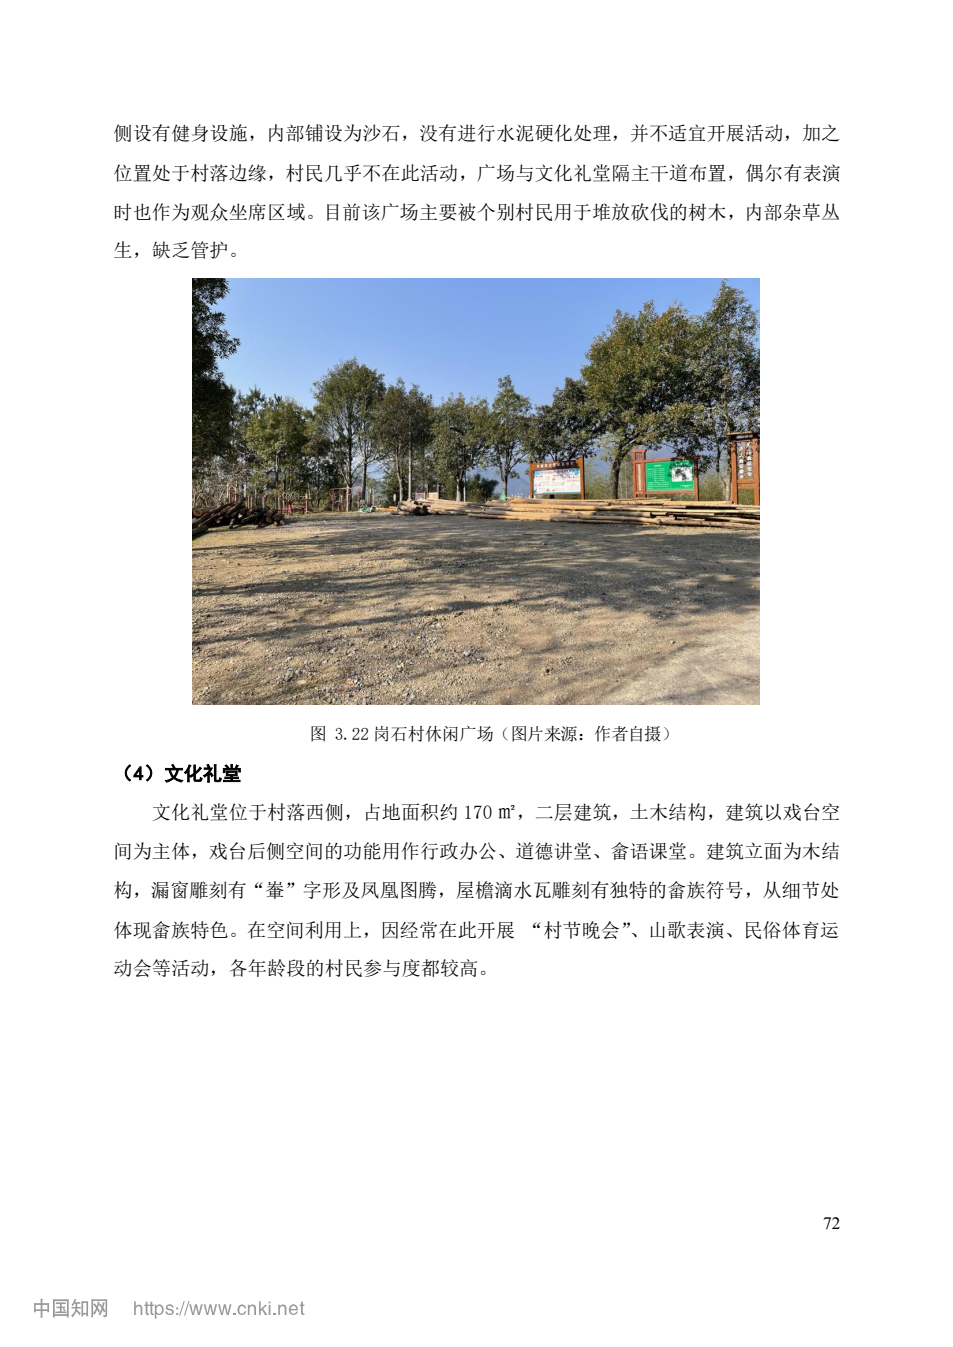 侧设有健身设施，内部铺设为沙石，没有进行水泥硬化处理，并不适宜开展活动，加之
位置处于村落边缘，村民几乎不在此活动，广场与文化礼堂隔主干道布置，偶尔有表演
时也作为观众坐席区域。目前该广场主要被个别村民用于堆放砍伐的树木，内部杂草丛
生，缺乏管护。
图 3.22 岗石村休闲广场（图片来源：作者自摄）
（4）文化礼堂
文化礼堂位于村落西侧，占地面积约 170 ㎡，二层建筑，土木结构，建筑以戏台空
间为主体，戏台后侧空间的功能用作行政办公、道德讲堂、畲语课堂。建筑立面为木结
构，漏窗雕刻有“輋”字形及凤凰图腾，屋檐滴水瓦雕刻有独特的畲族符号，从细节处
体现畲族特色。在空间利用上，因经常在此开展 “村节晚会”、山歌表演、民俗体育运
动会等活动，各年龄段的村民参与度都较高。
72
中国知网 https://www.cnki.net